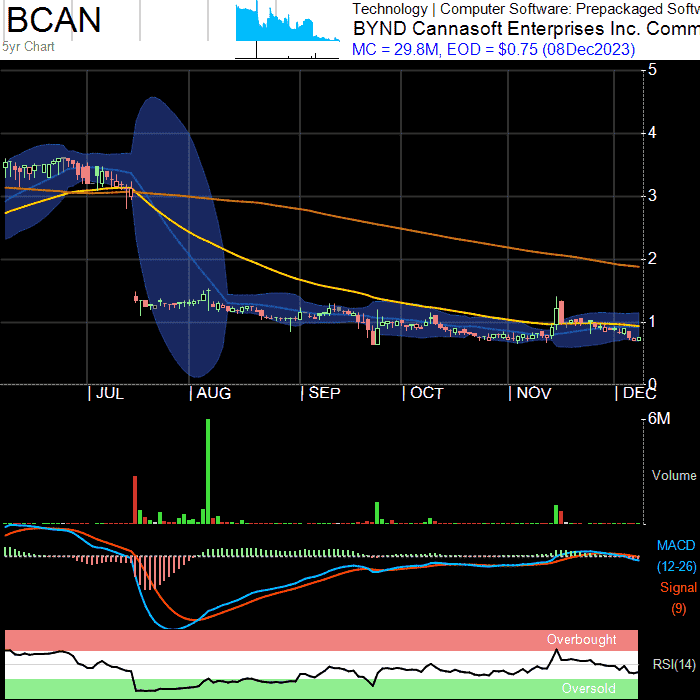 BCAN
5yr Chart
Technology | Computer Software: Prepackaged Softw
BYND Cannasoft Enterprises Inc. Comm
MC = 29.8M, EOD = $0.75 (08Dec2023)
5
4
3
2
1
0
| JUL | AUG | SEP | OCT | NOV | DEC
6M
Volume
MACD
(12-26)
Signal
(9)
Overbought
RSI(14)
Oversold